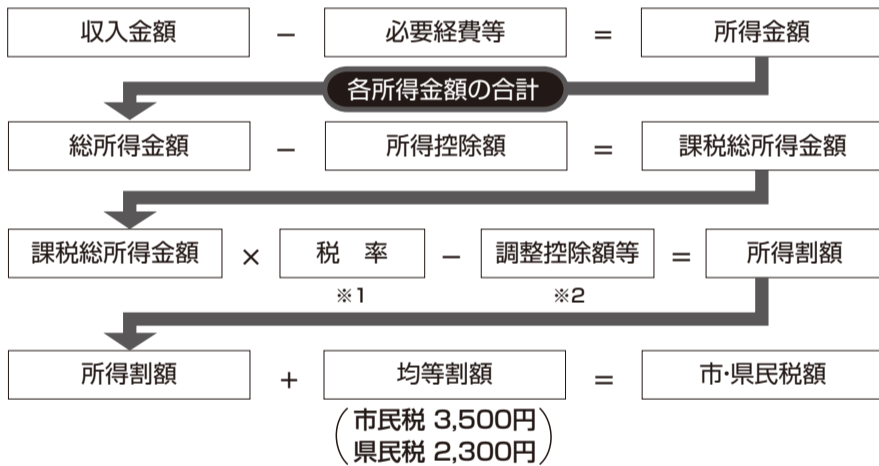 収入金額 − 必要経費等 = 所得金額
各所得金額の合計
総所得金額 − 所得控除額 = 課税総所得金額
課税総所得金額 × 税 率 − 調整控除額等 = 所得割額
※1 ※2
所得割額 + 均等割額 = 市・県民税額
(市民税 3,500円
県民税 2,300円)